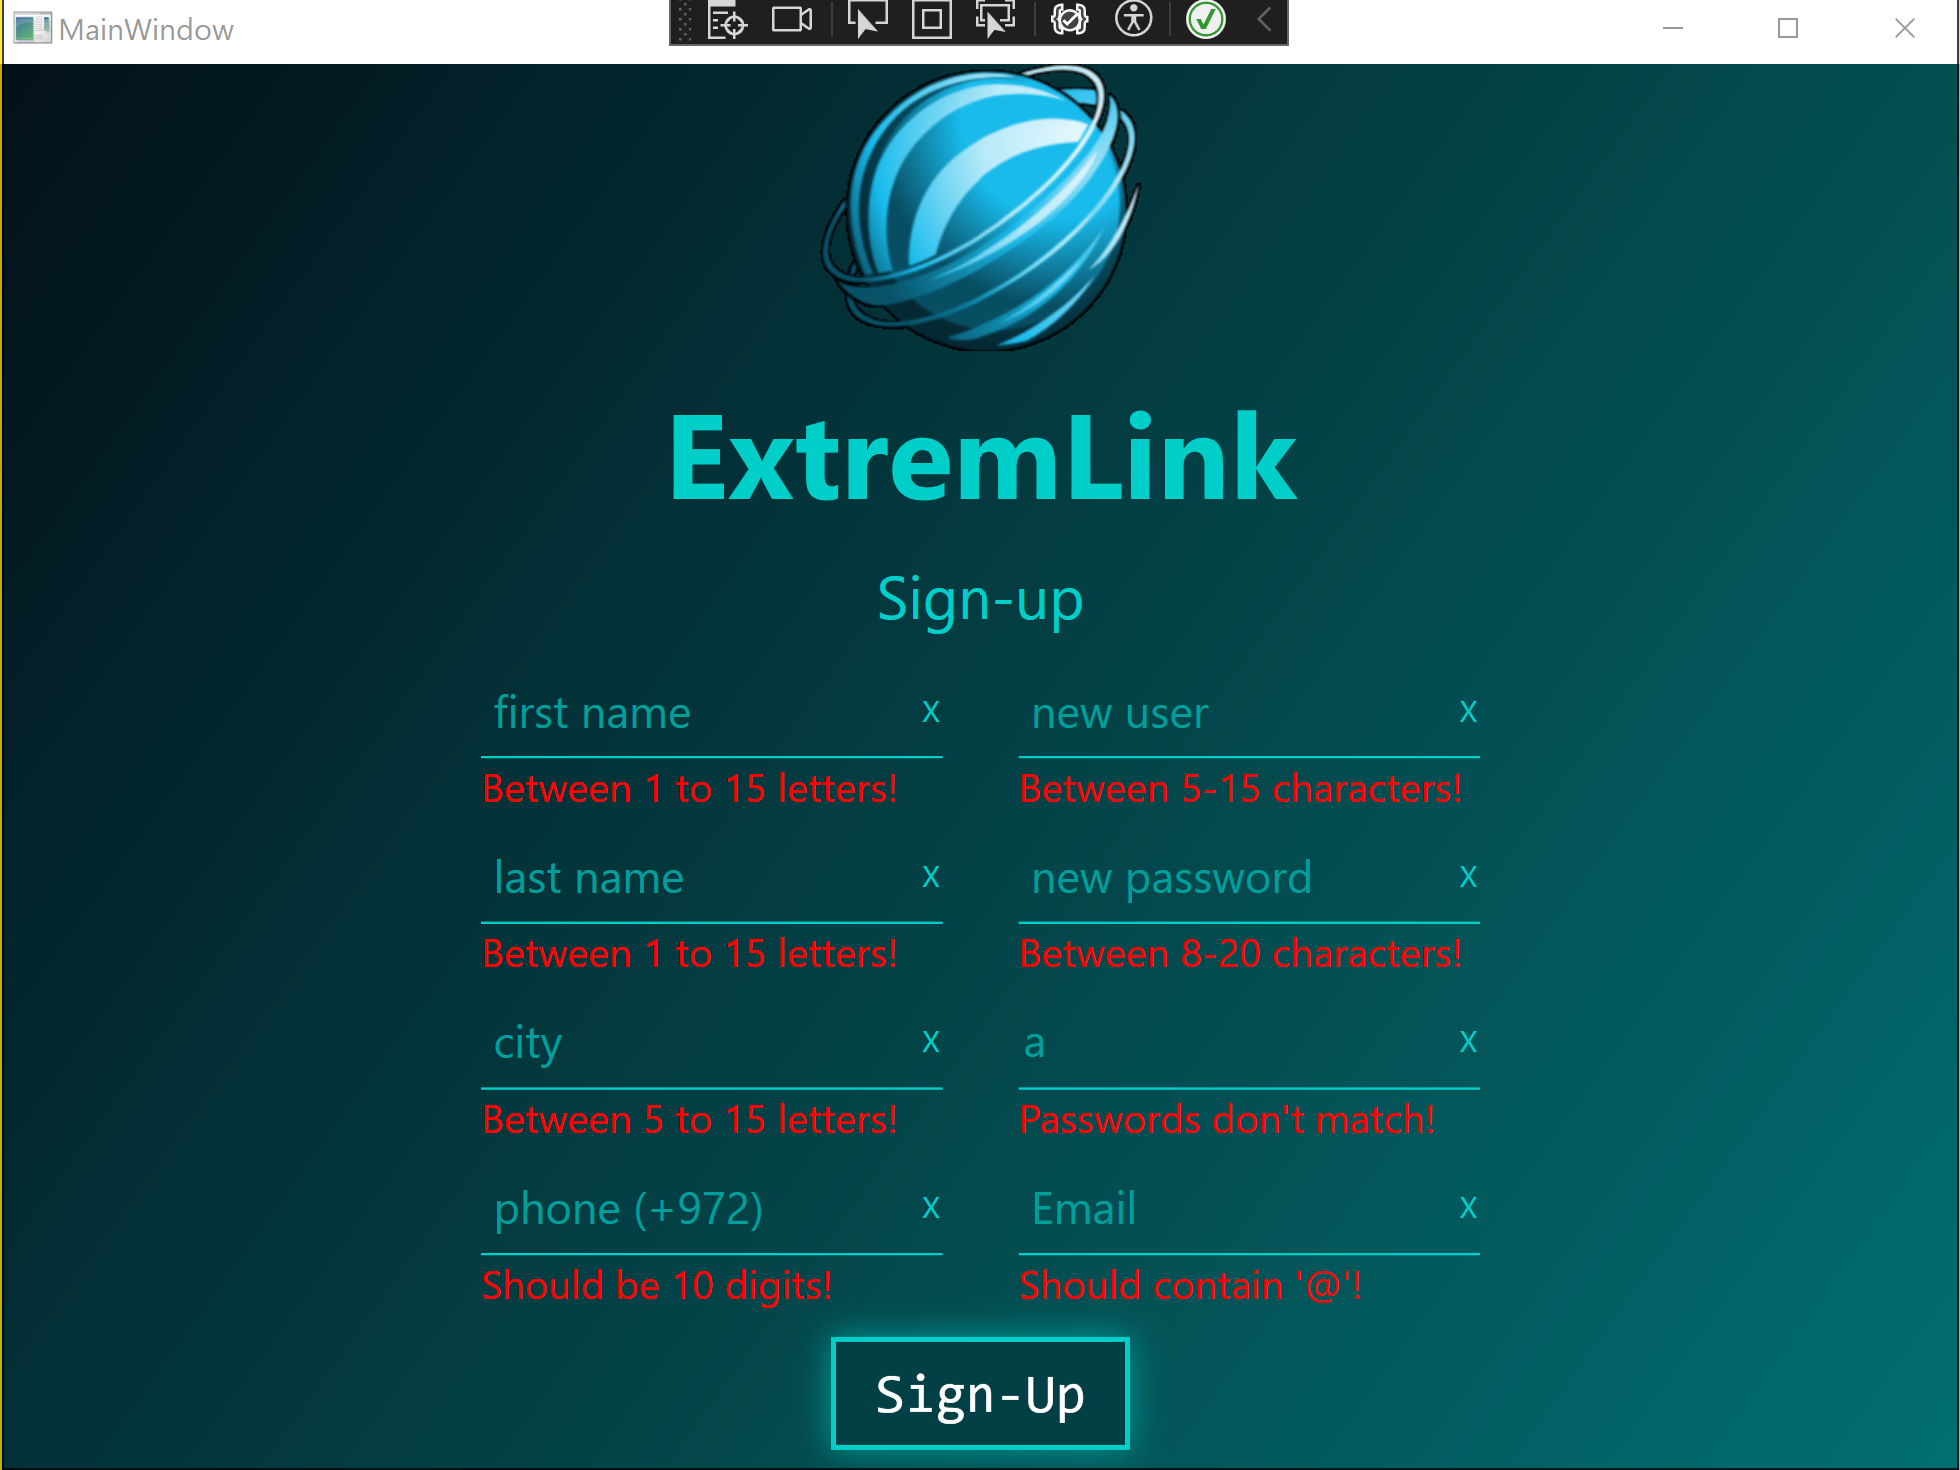 MainWindow
ExtremLink
Sign-up
first name X
new user X
Between 1 to 15 letters!
Between 5-15 characters!
last name X
new password X
Between 1 to 15 letters!
Between 8-20 characters!
city X
a X
Between 5 to 15 letters!
Passwords don't match!
phone (+972) X
Email X
Should be 10 digits!
Should contain '@'!
Sign-Up